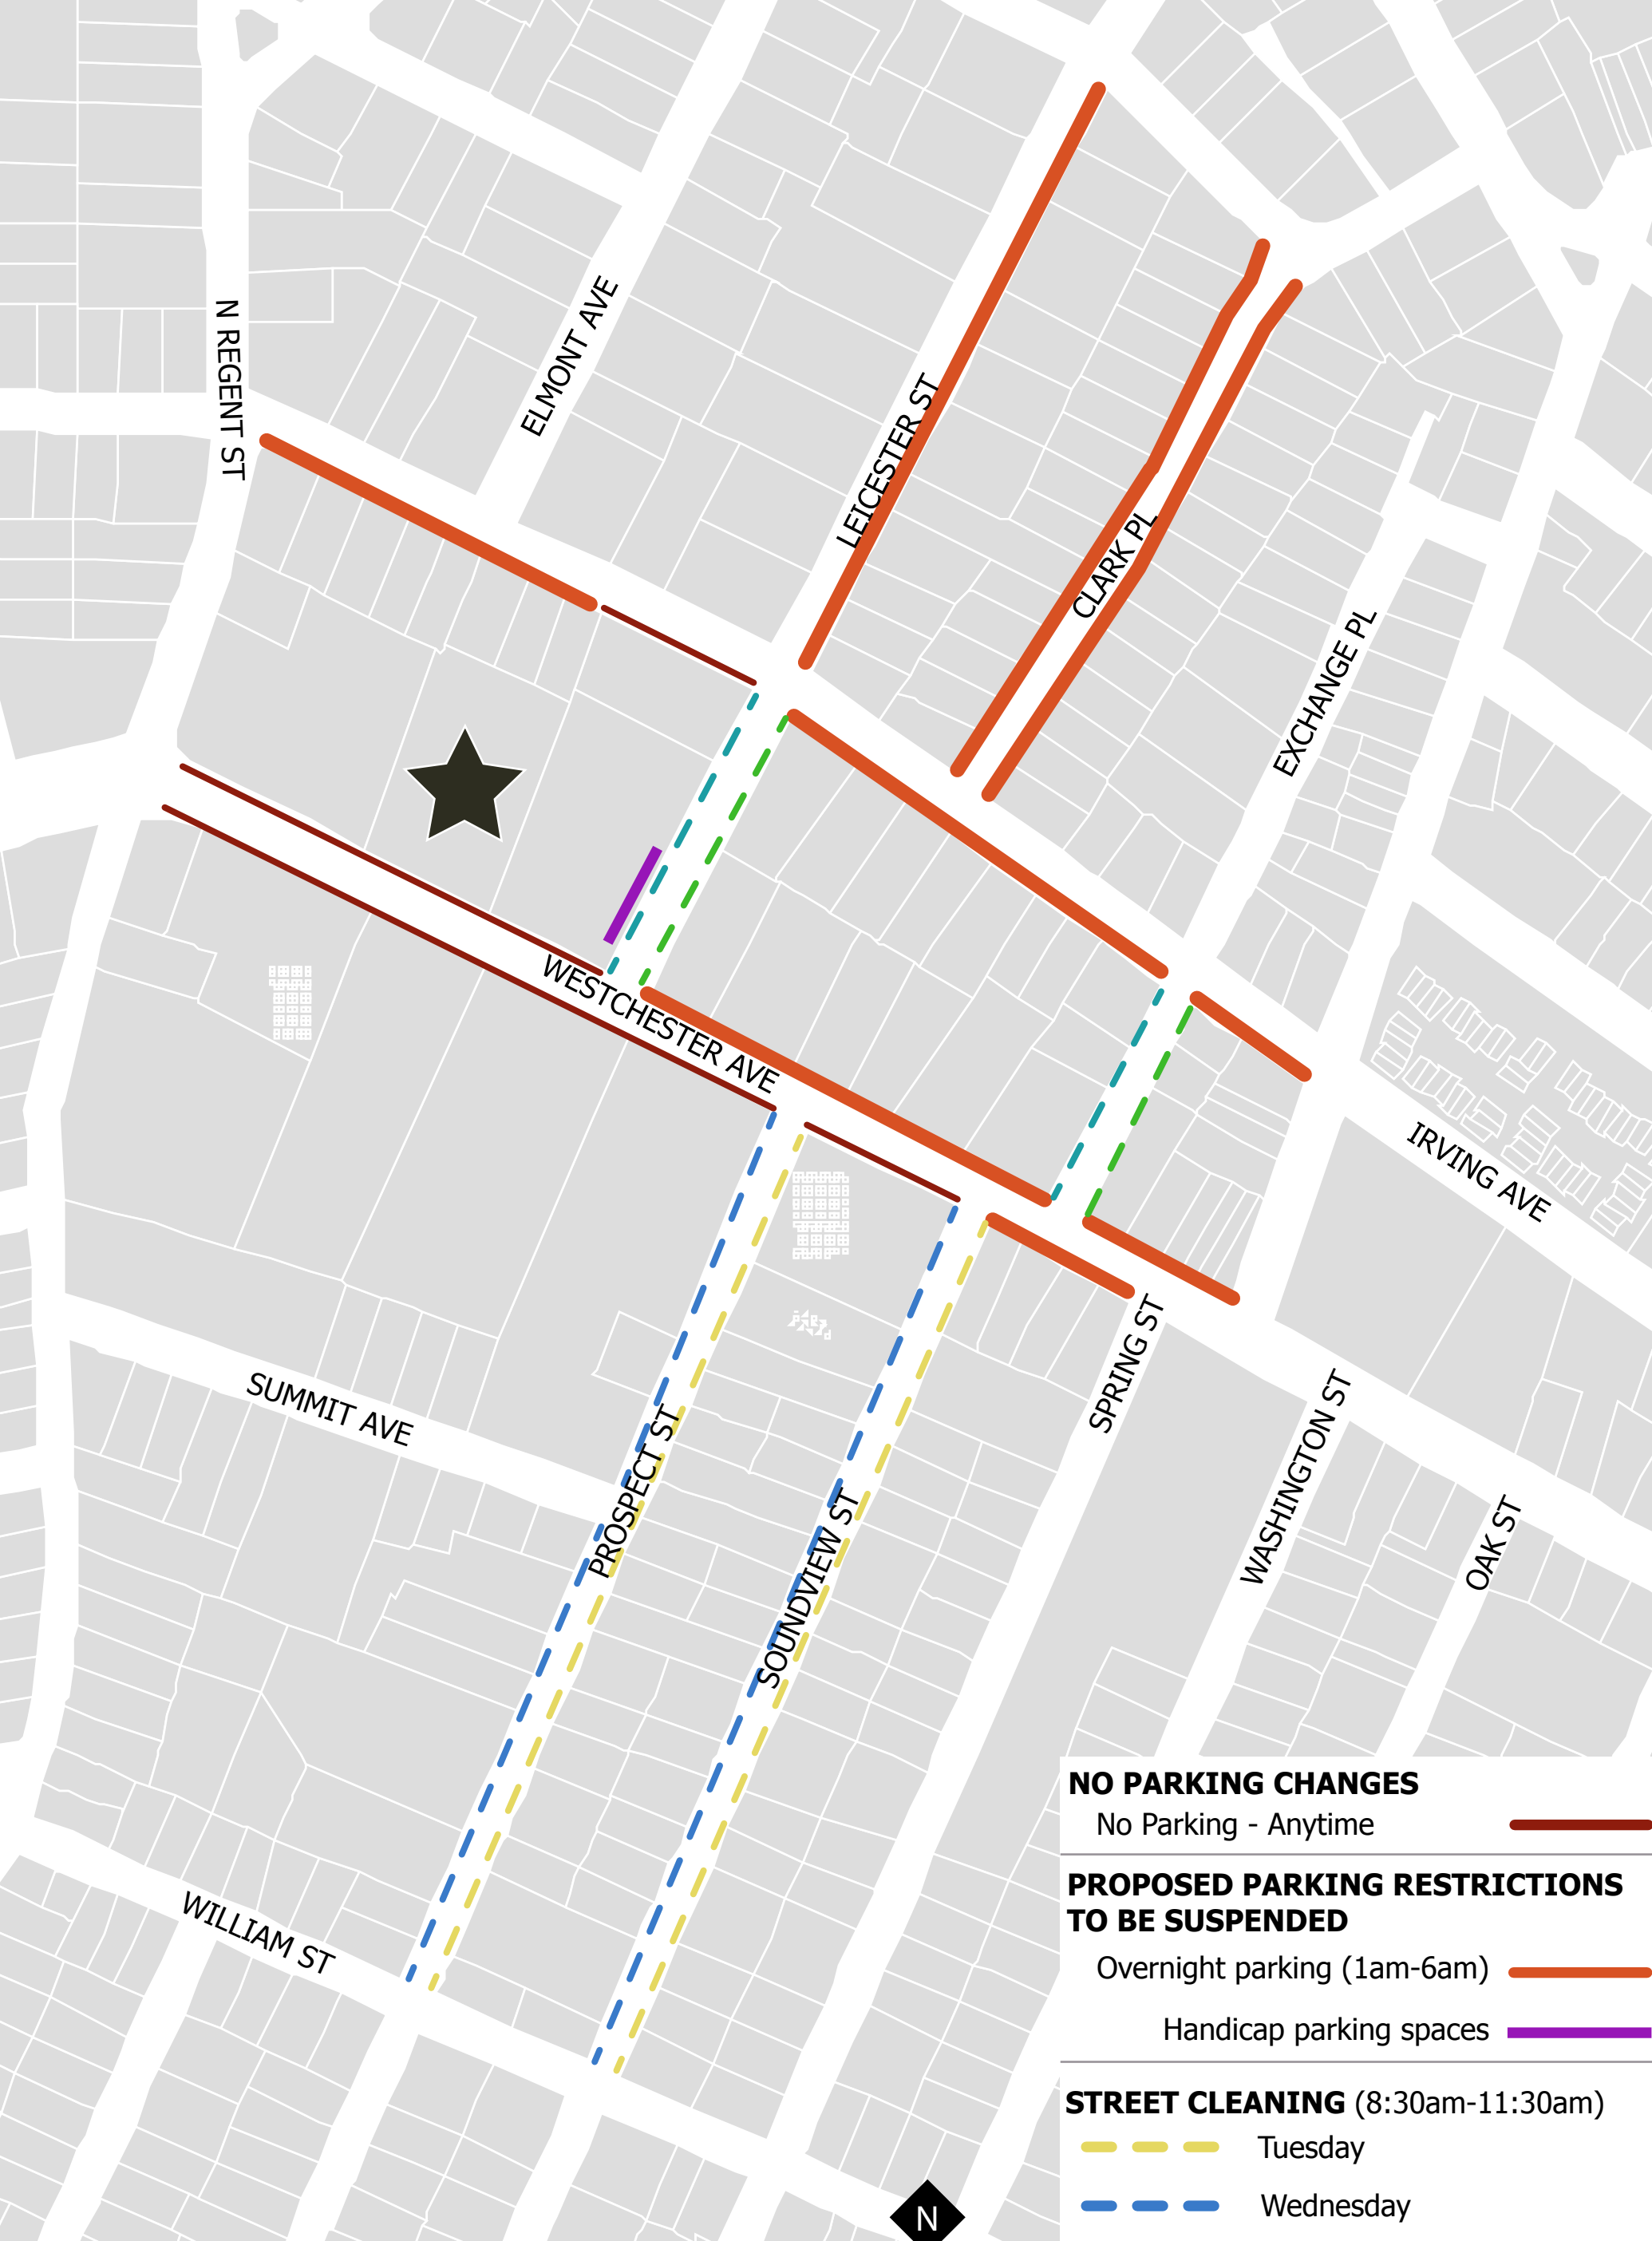 N REGENT ST
ELMONT AVE
LEICESTER ST
CLARK PL
EXCHANGE PL
WESTCHESTER AVE
IRVING AVE
SUMMIT AVE
PROSPECT ST
SOUNDVIEW ST
SPRING ST
WASHINGTON ST
OAK ST
WILLIAM ST
NO PARKING CHANGES
No Parking - Anytime
PROPOSED PARKING RESTRICTIONS
TO BE SUSPENDED
Overnight parking (1am-6am)
Handicap parking spaces
STREET CLEANING (8:30am-11:30am)
Tuesday
Wednesday
N